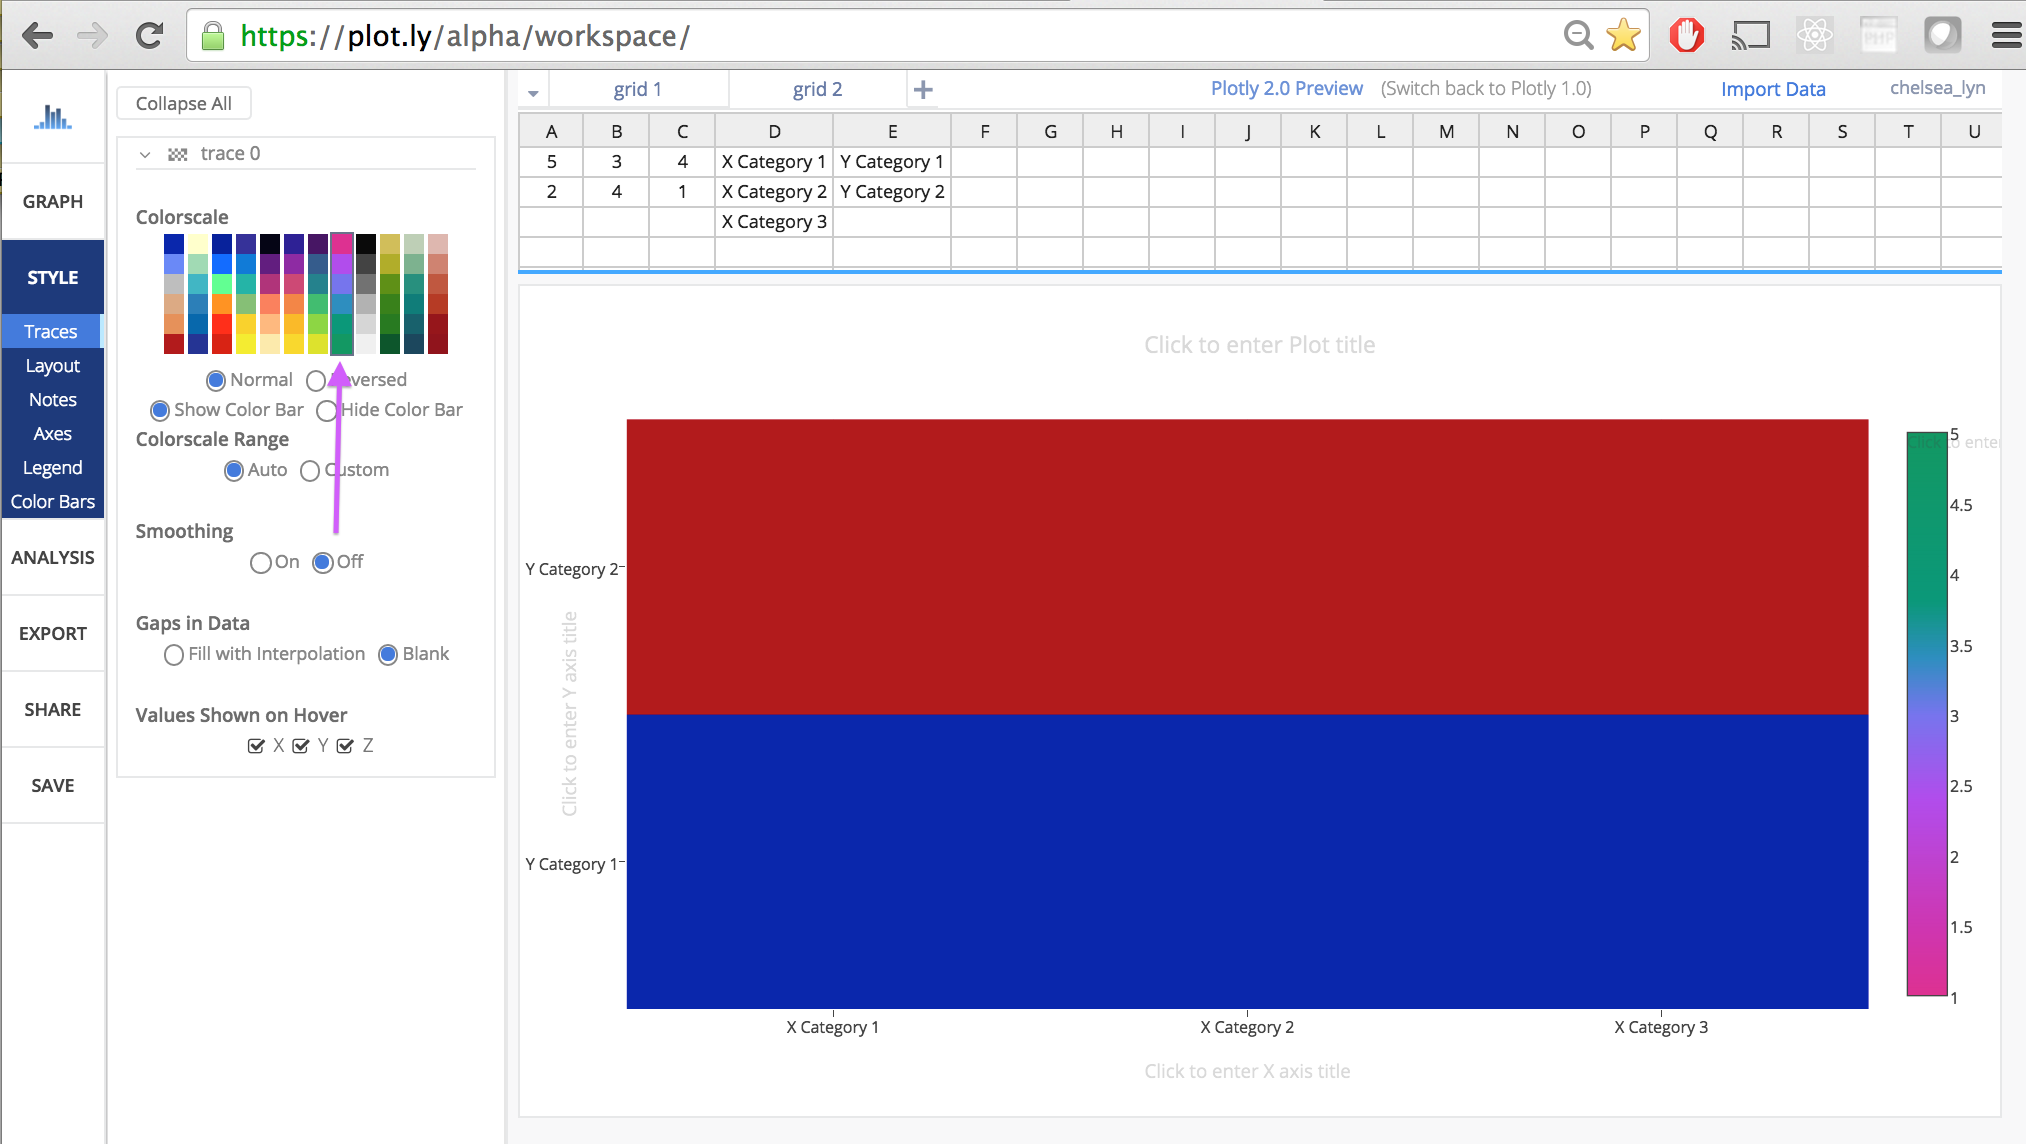 https://plot.ly/alpha/workspace/
PHP
grid 1 grid 2 + Plotly 2.0 Preview (Switch back to Plotly 1.0) Import Data chelsea_lyn
A B C D E F G H I J K L M N O P Q R S T U
5 3 4 X Category 1 Y Category 1
2 4 1 X Category 2 Y Category 2
X Category 3
GRAPH
STYLE
Traces
Layout
Notes
Axes
Legend
Color Bars
ANALYSIS
EXPORT
SHARE
SAVE
Collapse All
trace 0
Colorscale
Normal
Show Color Bar Hide Color Bar
Colorscale Range
Auto Custom
Smoothing
On Off
Gaps in Data
Fill with Interpolation Blank
Values Shown on Hover
X Y Z
Click to enter Plot title
Y Category 2
Click to enter Y axis title
Y Category 1
X Category 1 X Category 2 X Category 3
Click to enter X axis title
Click to enter
5
4.5
4
3.5
3
2.5
2
1.5
1